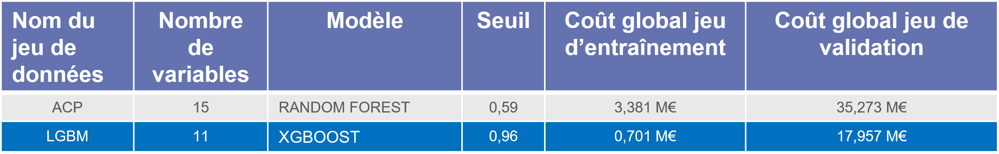 Nom du
jeu de
données
Nombre
de
variables
Modèle
Seuil
Coût global jeu
d’entraînement
Coût global jeu de
validation
ACP
15
RANDOM FOREST
0,59
3,381 M€
35,273 M€
LGBM
11
XGBOOST
0,96
0,701 M€
17,957 M€